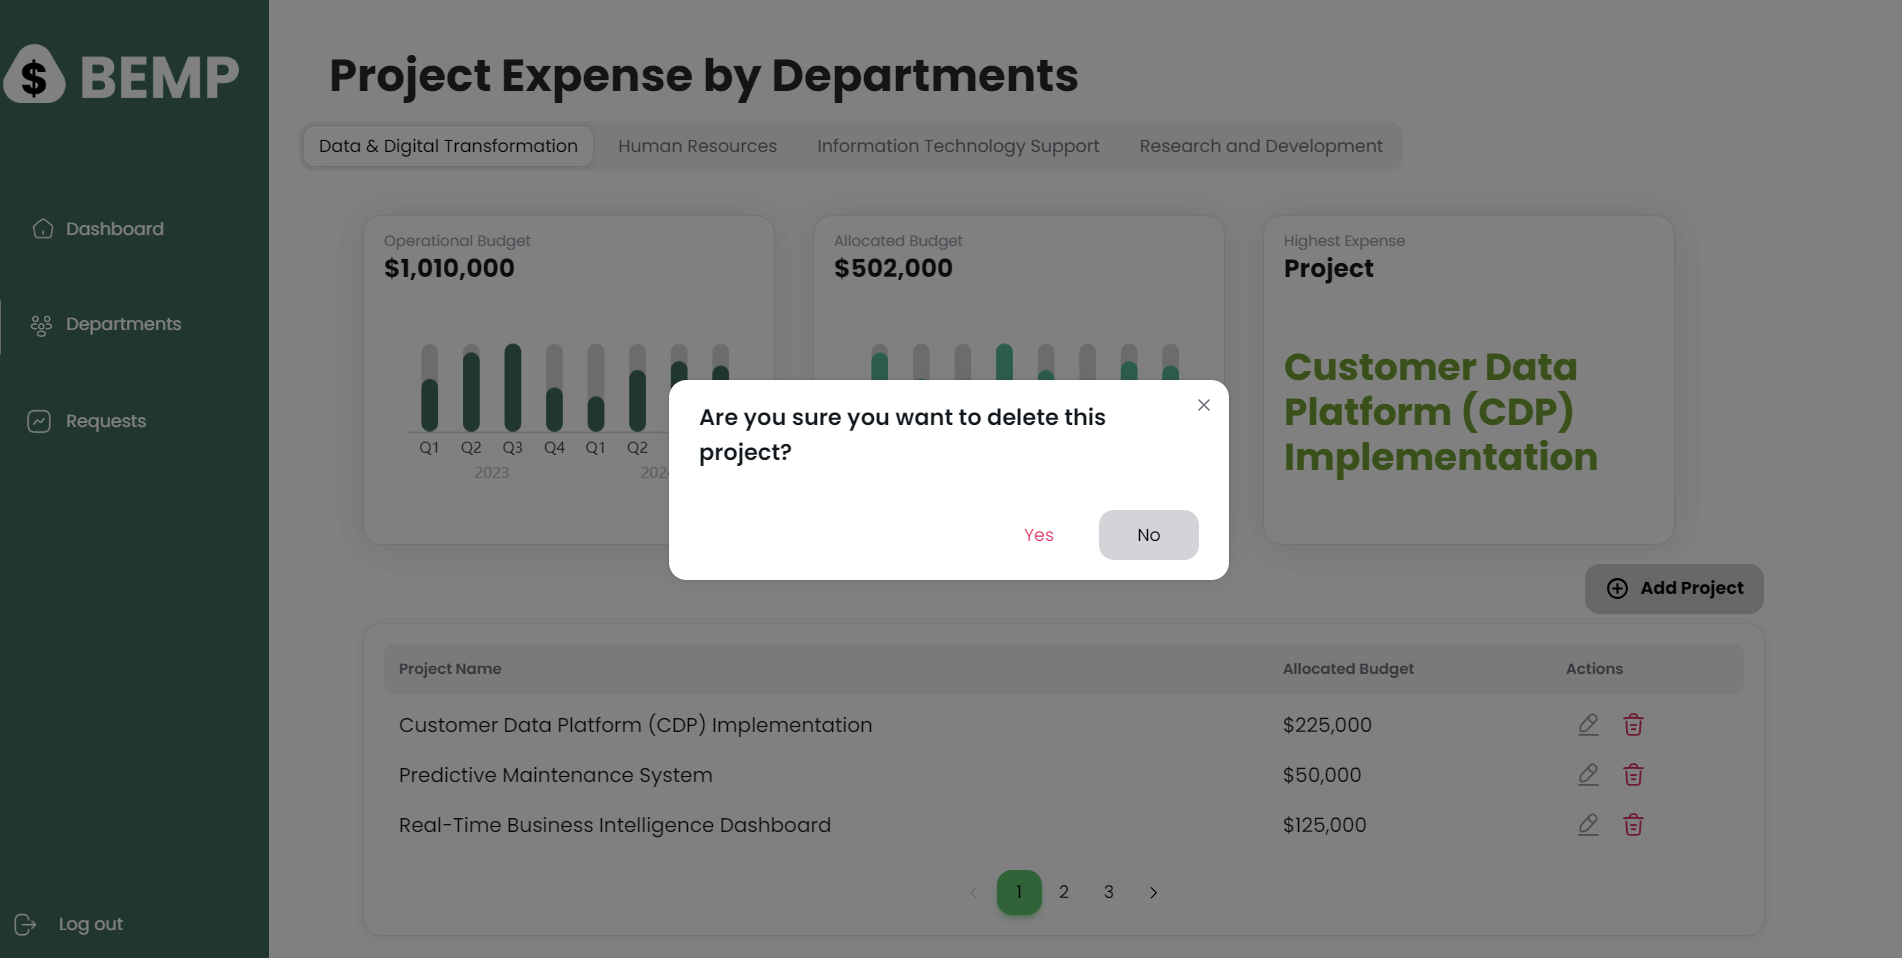 $ BEMP
Dashboard
Departments
Requests
Log out
Project Expense by Departments
Data & Digital Transformation Human Resources Information Technology Support Research and Development
Operational Budget
$1,010,000
Q1 Q2 Q3 Q4 Q1 Q2
2023
Allocated Budget
$502,000
Highest Expense
Project
Customer Data
Platform (CDP)
Implementation
Are you sure you want to delete this
project?
Yes No
Add Project
Project Name Allocated Budget Actions
Customer Data Platform (CDP) Implementation $225,000
Predictive Maintenance System $50,000
Real-Time Business Intelligence Dashboard $125,000
1 2 3